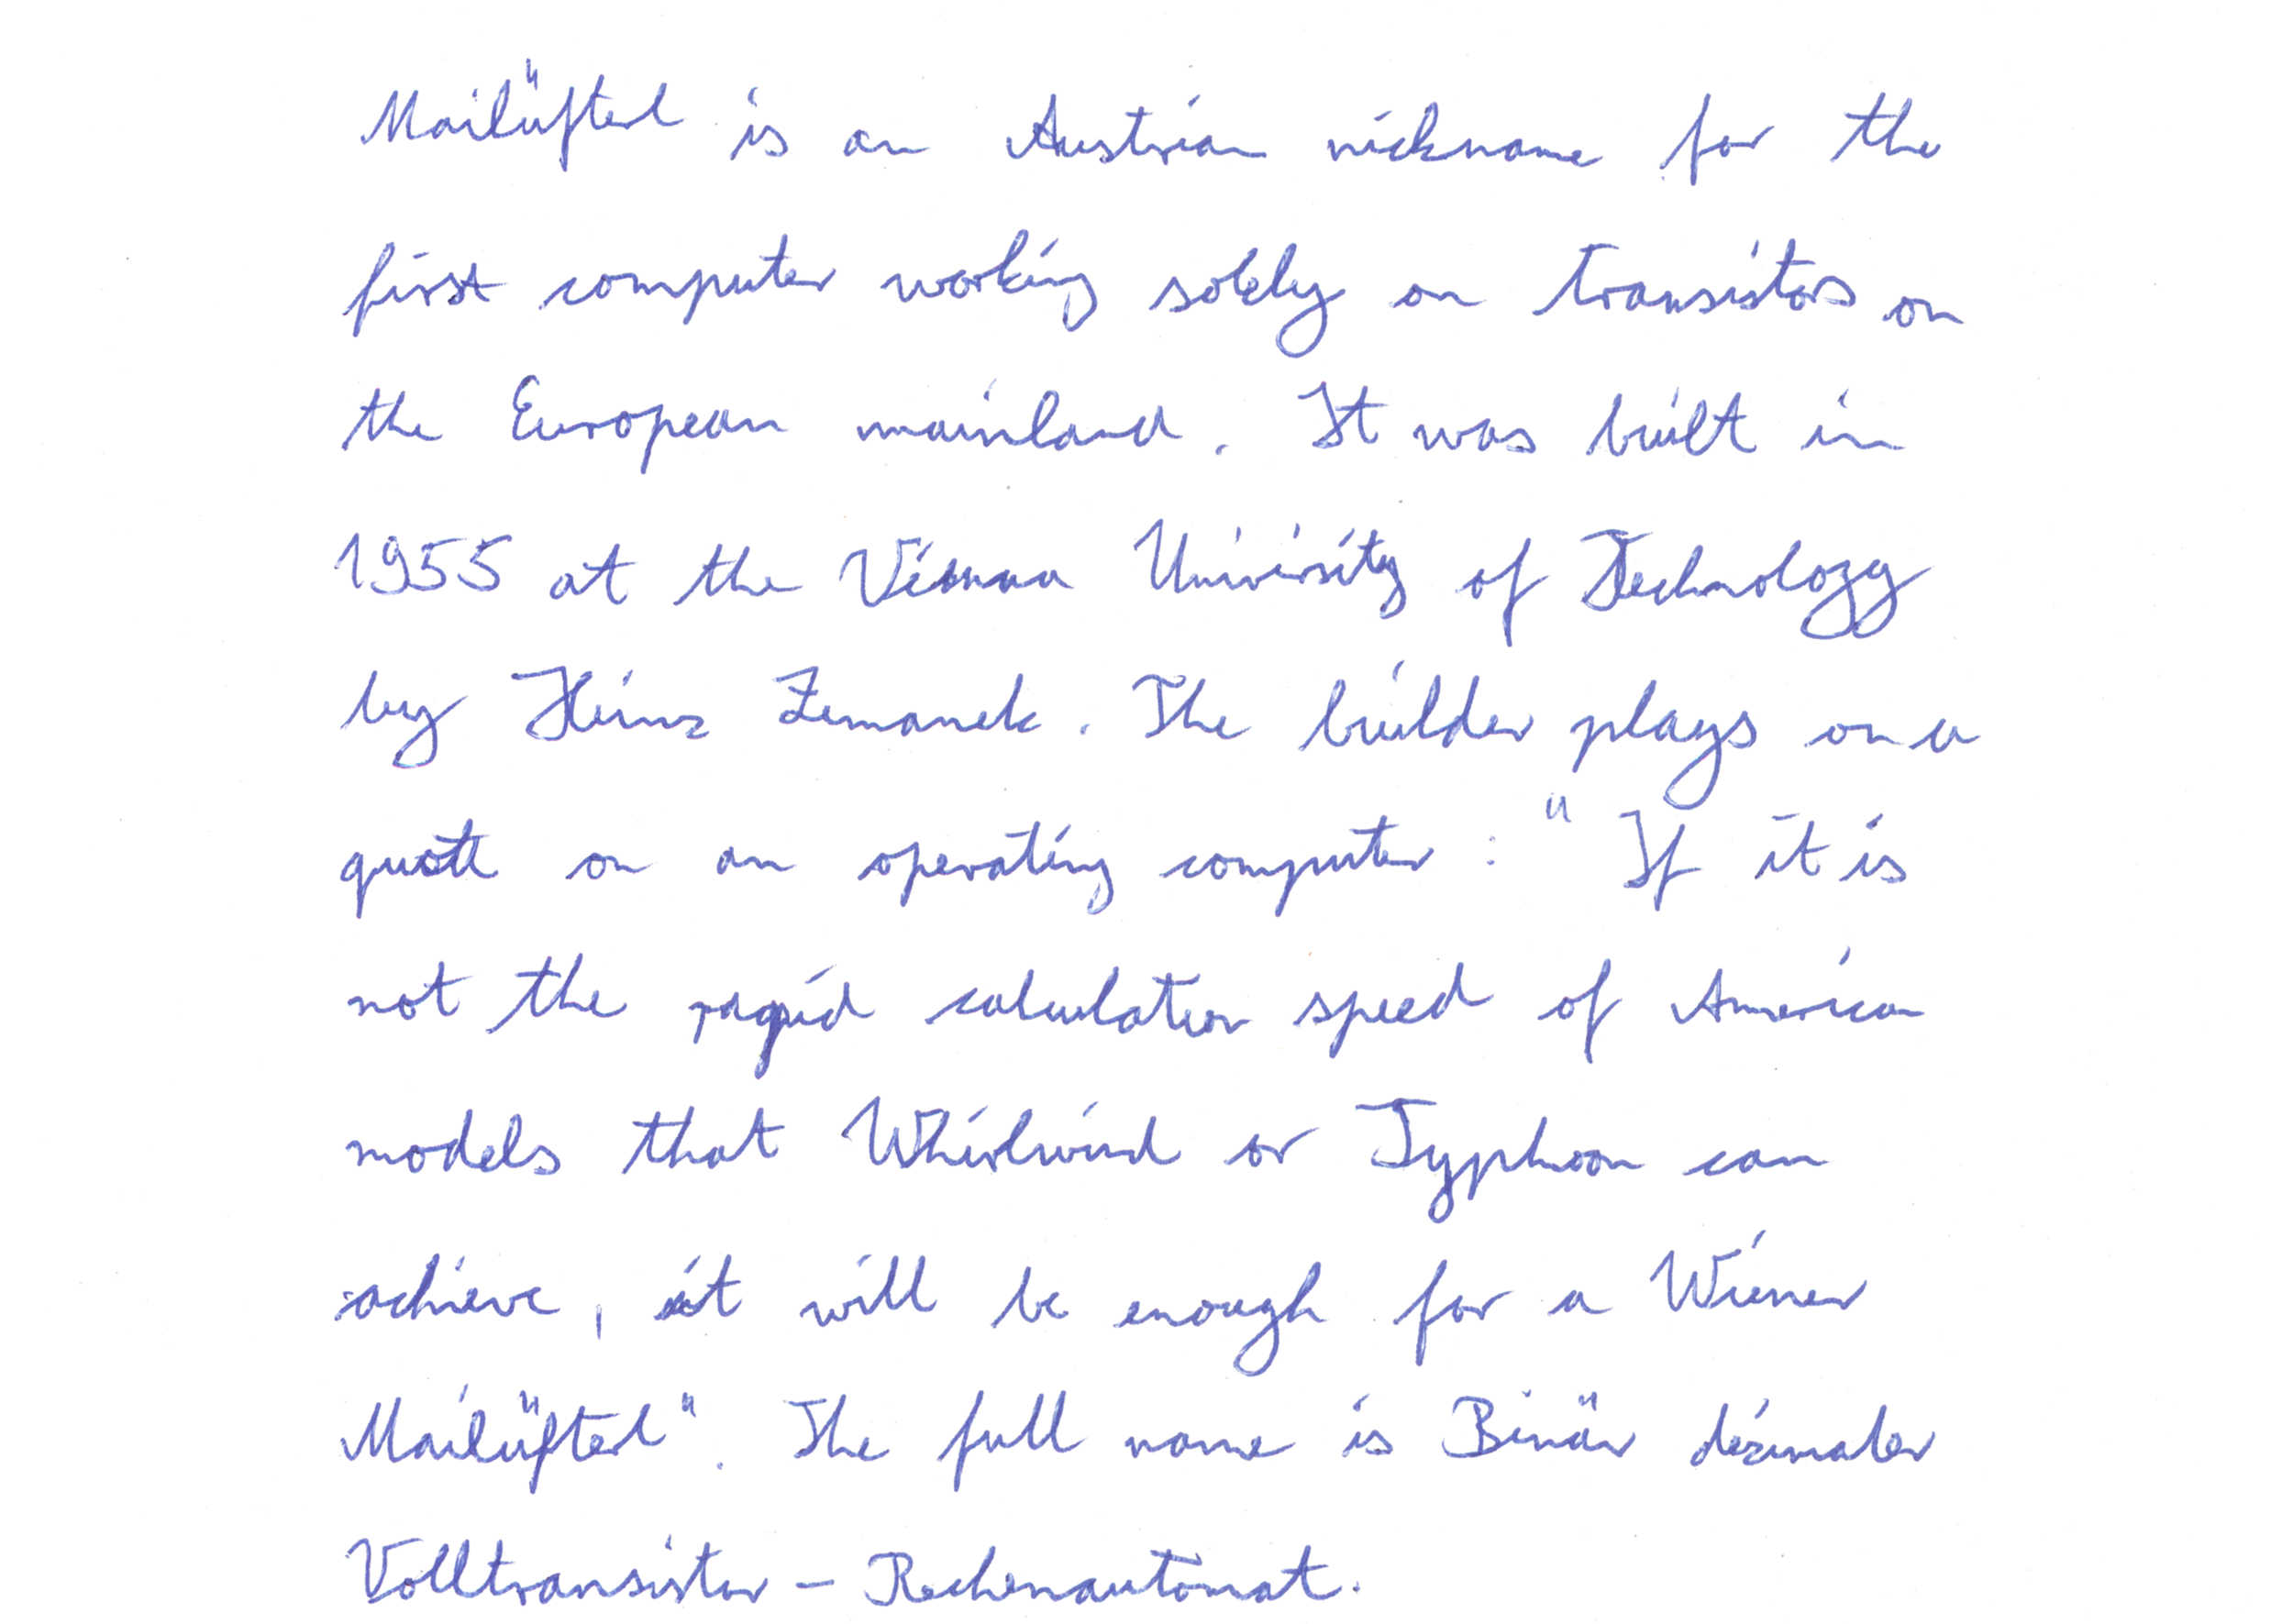 Mailüfterl is an Austrian nickname for the
first computer working solely on transistors on
the European mainland. It was built in
1955 at the Vienna University of Technology
by Heinz Zemanek. The builder plays on a
quote on an operating computer: " If it is
not the rapid calculation speed of American
models that Whirlwind or Typhoon can
achieve, it will be enough for a Wiener
Mailüfterl". The full name is Binär dezimaler
Volltransistor - Rechenautomat.